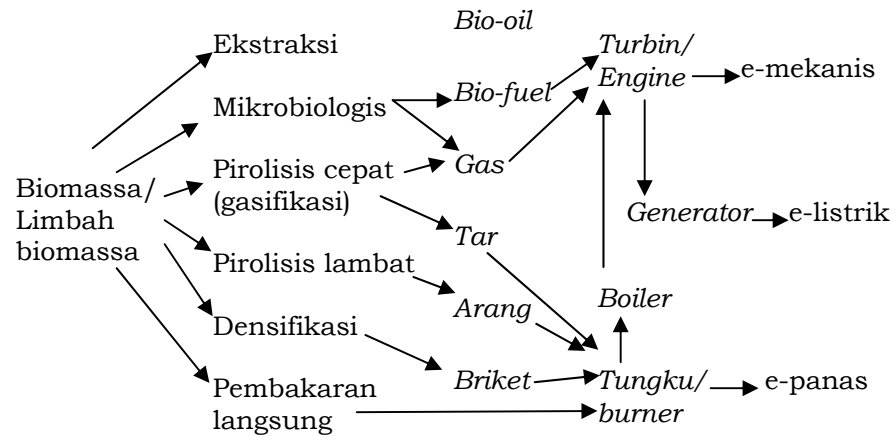 Bio-oil
Ekstraksi
Turbin/
Engine
e-mekanis
Mikrobiologis
Bio-fuel
Pirolisis cepat
(gasifikasi)
Gas
Biomassa/
Limbah
biomassa
Generator
e-listrik
Tar
Pirolisis lambat
Arang
Boiler
Densifikasi
Briket
Tungku/
burner
e-panas
Pembakaran
langsung